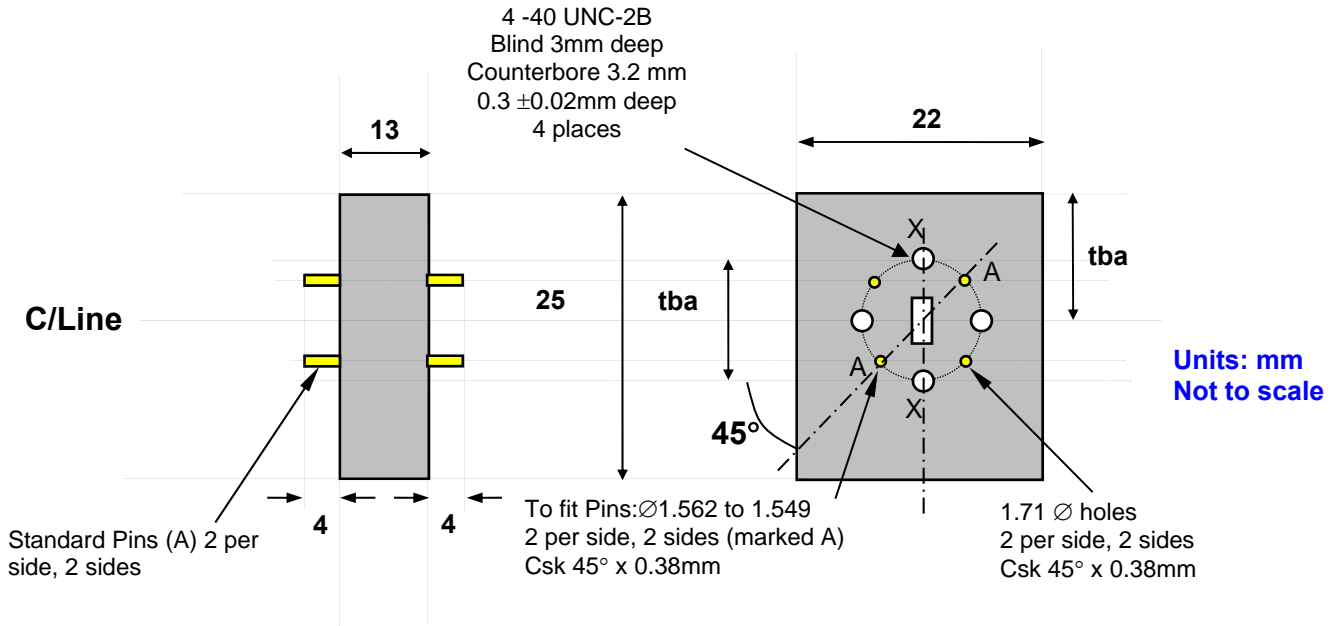 4 -40 UNC-2B
Blind 3mm deep
Counterbore 3.2 mm
0.3 ±0.02mm deep
4 places
13
22
X
A
tba
25
tba
C/Line
A
X
Units: mm
Not to scale
45°
4
4
Standard Pins (A) 2 per
side, 2 sides
To fit Pins:∅1.562 to 1.549
2 per side, 2 sides (marked A)
Csk 45° x 0.38mm
1.71 ∅ holes
2 per side, 2 sides
Csk 45° x 0.38mm